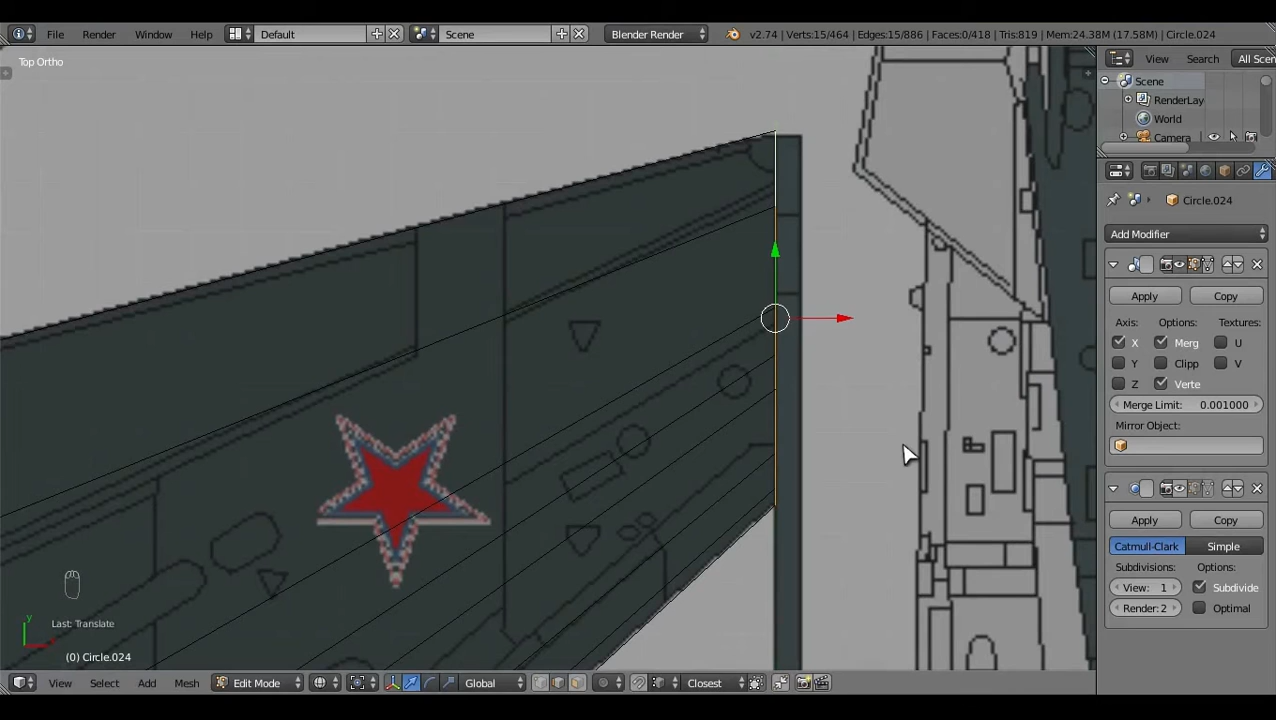 File Render Window Help Default Scene Blender Render v2.74 | Verts:15/464 | Edges:15/886 | Faces:0/418 | Tris:819 | Mem:24.38M (17.58M) | Circle.024
Top Ortho
View Search All Scen
Scene
RenderLay
World
Camera
Circle.024
Add Modifier
Apply Copy
Axis: Options: Textures:
X Merg U
Y Clipp V
Z Verte
Merge Limit: 0.001000
Mirror Object:
Apply Copy
Catmull-Clark Simple
Subdivisions: Options:
View: 1 Subdivide
Render: 2 Optimal
y
Last: Translate
(0) Circle.024
View Select Add Mesh Edit Mode Global Closest